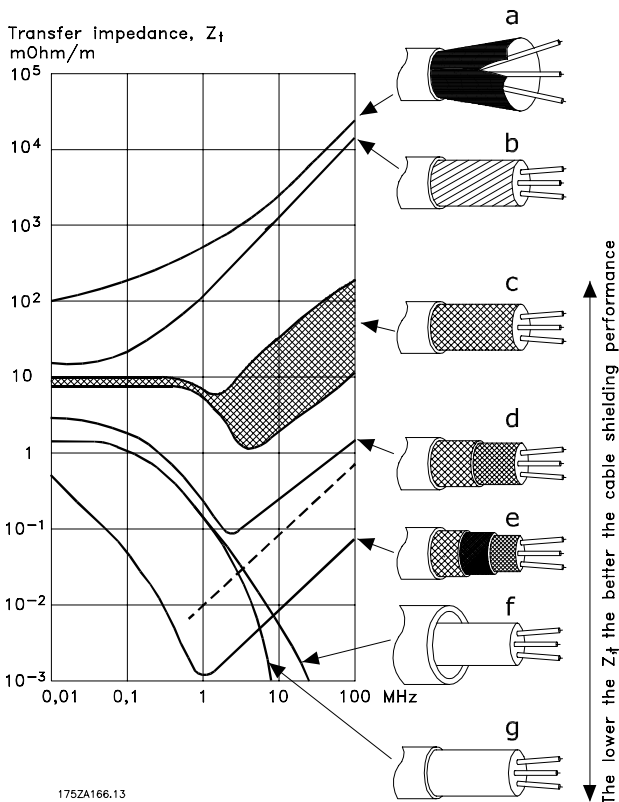 Transfer impedance, Zt
mOhm/m
10⁵
10⁴
10³
10²
10
1
10⁻¹
10⁻²
10⁻³
0,01
0,1
1
10
100
MHz
a
b
c
d
e
f
g
The lower the Zt the better the cable shielding performance
175ZA166.13